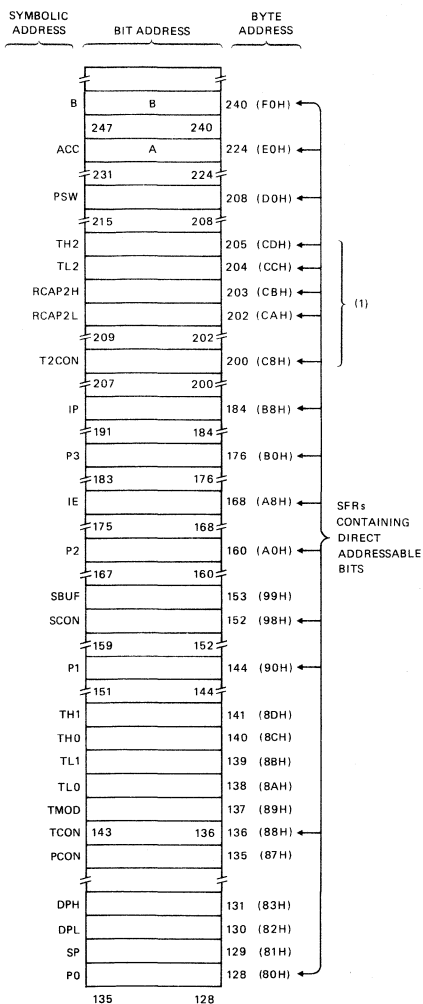 SYMBOLIC ADDRESS
BIT ADDRESS
BYTE ADDRESS
B B 240 (F0H)
247 240
ACC A 224 (E0H)
231 224
PSW 208 (D0H)
215 208
TH2 205 (CDH)
TL2 204 (CCH)
RCAP2H 203 (CBH)
(1)
RCAP2L 202 (CAH)
209 202
T2CON 200 (C8H)
207 200
IP 184 (B8H)
191 184
P3 176 (B0H)
183 176
IE 168 (A8H)
175 168
P2 160 (A0H)
167 160
SFRs
CONTAINING
DIRECT
ADDRESSABLE
BITS
SBUF 153 (99H)
SCON 152 (98H)
159 152
P1 144 (90H)
151 144
TH1 141 (8DH)
TH0 140 (8CH)
TL1 139 (8BH)
TL0 138 (8AH)
TMOD 137 (89H)
TCON 143 136 136 (88H)
PCON 135 (87H)
DPH 131 (83H)
DPL 130 (82H)
SP 129 (81H)
P0 128 (80H)
135 128